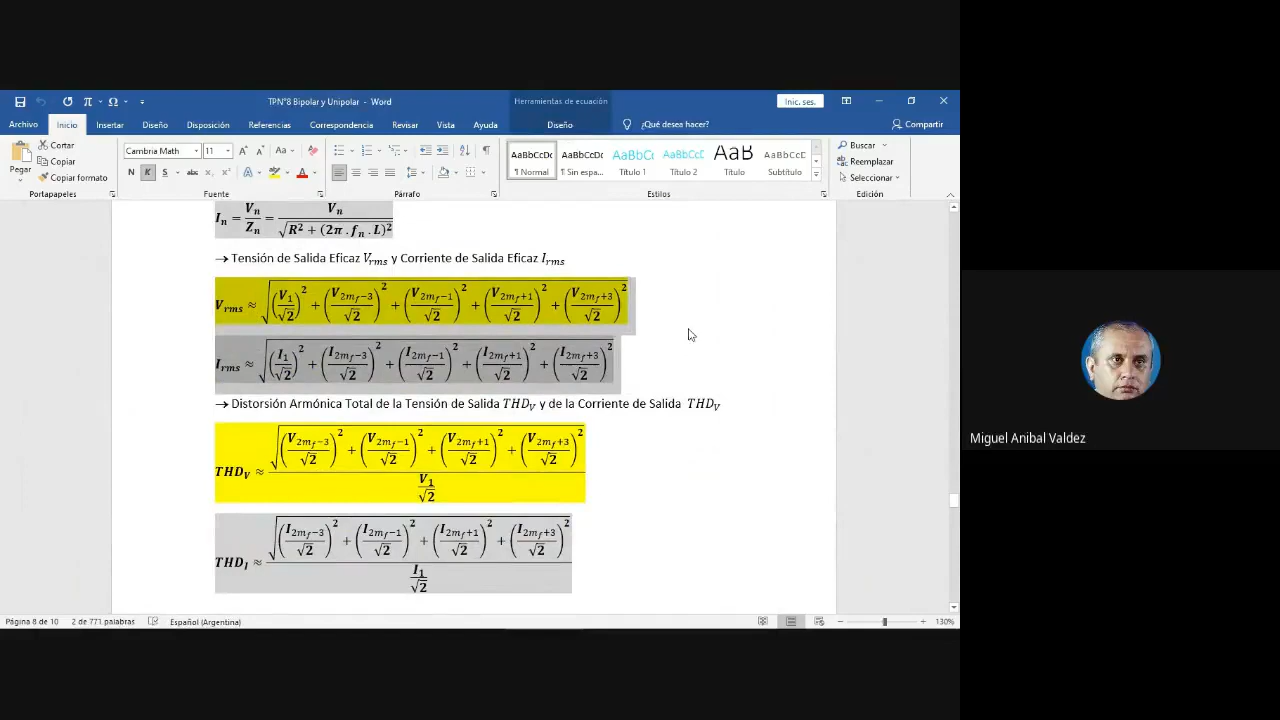 TPN°8 Bipolar y Unipolar - Word
Herramientas de ecuación
Inic. ses.
Archivo Inicio Insertar Diseño Disposición Referencias Correspondencia Revisar Vista Ayuda Diseño ¿Qué desea hacer? Compartir
Pegar
Cortar
Copiar
Copiar formato
Portapapeles
Cambria Math 11
N K S abc x₂ x² A
Fuente
Párrafo
AaBbCcDc AaBbCcDc AaBbCc AaBbCcD AaB AaBbCcD
¶ Normal ¶ Sin espa... Título 1 Título 2 Título Subtítulo
Estilos
Buscar
Reemplazar
Seleccionar
Edición
I_n = V_n/Z_n = V_n/√(R² + (2π . f_n . L)²)
→ Tensión de Salida Eficaz V_rms y Corriente de Salida Eficaz I_rms
V_rms ≈ √((V_1/√2)² + (V_{2m_f−3}/√2)² + (V_{2m_f−1}/√2)² + (V_{2m_f+1}/√2)² + (V_{2m_f+3}/√2)²)
I_rms ≈ √((I_1/√2)² + (I_{2m_f−3}/√2)² + (I_{2m_f−1}/√2)² + (I_{2m_f+1}/√2)² + (I_{2m_f+3}/√2)²)
→ Distorsión Armónica Total de la Tensión de Salida THD_V y de la Corriente de Salida THD_V
THD_V ≈ √((V_{2m_f−3}/√2)² + (V_{2m_f−1}/√2)² + (V_{2m_f+1}/√2)² + (V_{2m_f+3}/√2)²) / (V_1/√2)
THD_I ≈ √((I_{2m_f−3}/√2)² + (I_{2m_f−1}/√2)² + (I_{2m_f+1}/√2)² + (I_{2m_f+3}/√2)²) / (I_1/√2)
Página 8 de 10 2 de 771 palabras Español (Argentina) 130%
Miguel Anibal Valdez